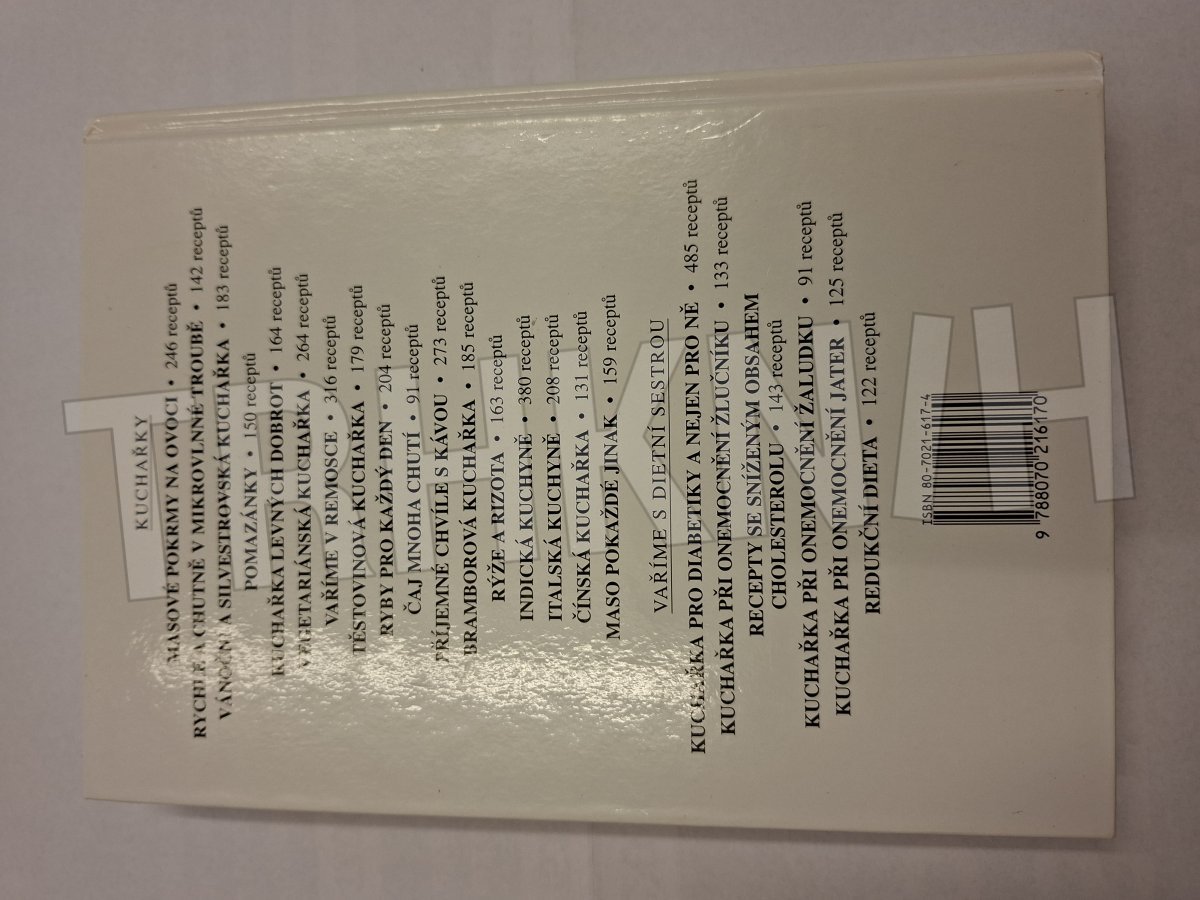 KUCHAŘKY
MASOVÉ POKRMY NA OVOCI • 246 receptů
RYCHLE A CHUTNĚ V MIKROVLNNÉ TROUBĚ • 142 receptů
VÁNOČNÍ A SILVESTROVSKÁ KUCHAŘKA • 183 receptů
POMAZÁNKY • 150 receptů
KUCHAŘKA LEVNÝCH DOBROT • 164 receptů
VEGETARIÁNSKÁ KUCHAŘKA • 264 receptů
VAŘÍME V REMOSCE • 316 receptů
TĚSTOVINOVÁ KUCHAŘKA • 179 receptů
RYBY PRO KAŽDÝ DEN • 204 receptů
ČAJ MNOHA CHUTÍ • 91 receptů
PŘÍJEMNÉ CHVÍLE S KÁVOU • 273 receptů
BRAMBOROVÁ KUCHAŘKA • 185 receptů
RÝŽE A RIZOTA • 163 receptů
INDICKÁ KUCHYNĚ • 380 receptů
ITALSKÁ KUCHYNĚ • 208 receptů
ČÍNSKÁ KUCHAŘKA • 131 receptů
MASO POKAŽDÉ JINAK • 159 receptů
VAŘÍME S DIETNÍ SESTROU
KUCHAŘKA PRO DIABETIKY A NEJEN PRO NĚ • 485 receptů
KUCHAŘKA PŘI ONEMOCNĚNÍ ŽLUČNÍKU • 133 receptů
RECEPTY SE SNÍŽENÝM OBSAHEM
CHOLESTEROLU • 143 receptů
KUCHAŘKA PŘI ONEMOCNĚNÍ ŽALUDKU • 91 receptů
KUCHAŘKA PŘI ONEMOCNĚNÍ JATER • 125 receptů
REDUKČNÍ DIETA • 122 receptů
ISBN 80-7021-617-4
9 788070 216170
TRHKNIH